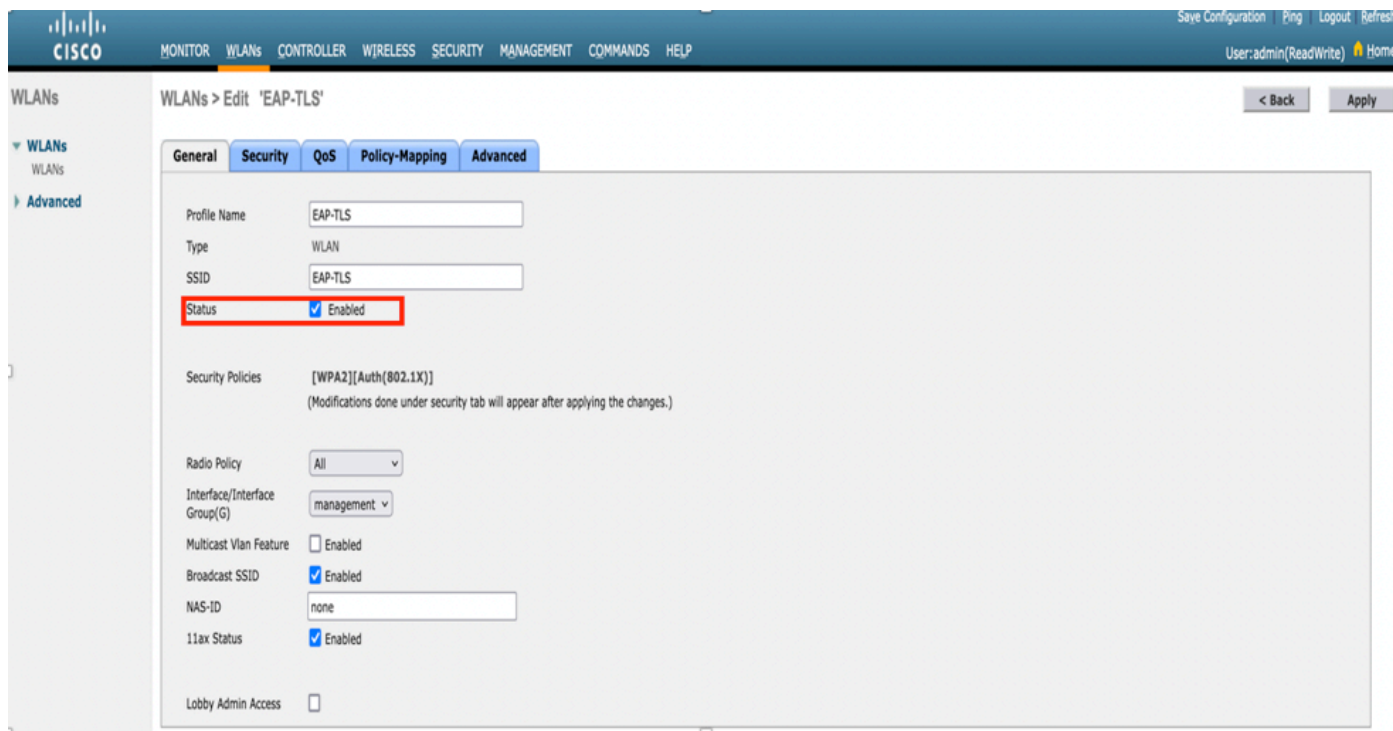 Save Configuration Ping Logout Refresh
CISCO MONITOR WLANs CONTROLLER WIRELESS SECURITY MANAGEMENT COMMANDS HELP User:admin(ReadWrite) Home
WLANs
WLANs > Edit 'EAP-TLS'
< Back Apply
WLANs
WLANs
Advanced
General Security QoS Policy-Mapping Advanced
Profile Name EAP-TLS
Type WLAN
SSID EAP-TLS
Status Enabled
Security Policies [WPA2][Auth(802.1X)]
(Modifications done under security tab will appear after applying the changes.)
Radio Policy All
Interface/Interface
Group(G) management
Multicast Vlan Feature Enabled
Broadcast SSID Enabled
NAS-ID none
11ax Status Enabled
Lobby Admin Access